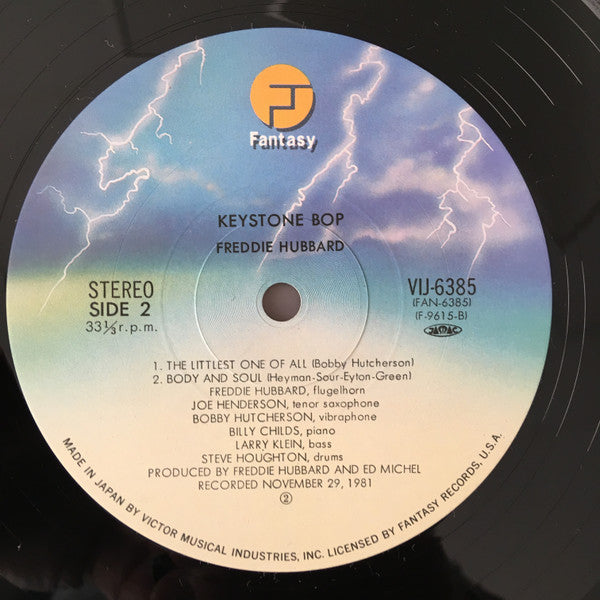 Fantasy
KEYSTONE BOP
FREDDIE HUBBARD
STEREO
SIDE 2
33⅓ r.p.m.
VIJ-6385
(FAN-6385)
(F-9615-B)
JASRAC
1. THE LITTLEST ONE OF ALL (Bobby Hutcherson)
2. BODY AND SOUL (Heyman-Sour-Eyton-Green)
FREDDIE HUBBARD, flugelhorn
JOE HENDERSON, tenor saxophone
BOBBY HUTCHERSON, vibraphone
BILLY CHILDS, piano
LARRY KLEIN, bass
STEVE HOUGHTON, drums
PRODUCED BY FREDDIE HUBBARD AND ED MICHEL
RECORDED NOVEMBER 29, 1981
②
MADE IN JAPAN BY VICTOR MUSICAL INDUSTRIES, INC. LICENSED BY FANTASY RECORDS, U.S.A.